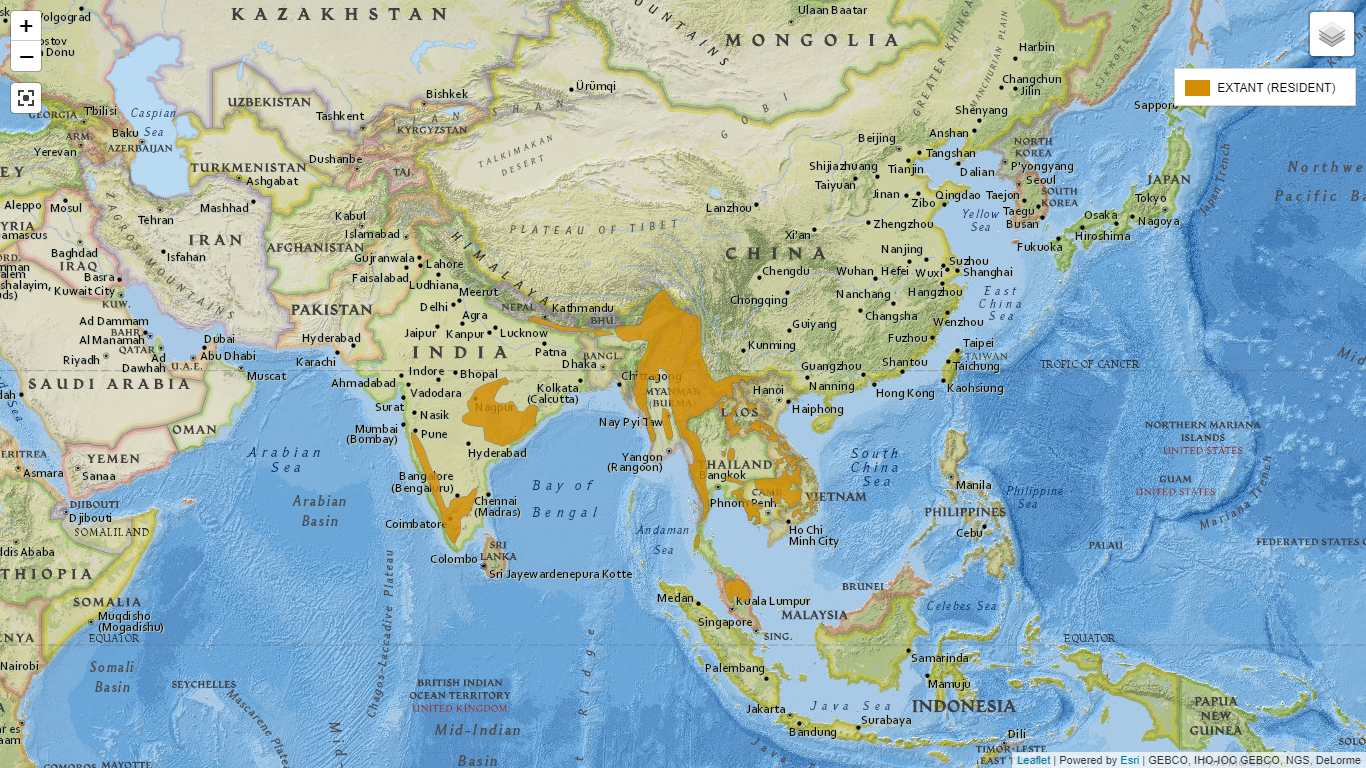 +
−
EXTANT (RESIDENT)
Volgograd
KAZAKHSTAN
Ulaan Baatar
MOUNTAINS
MONGOLIA
GREATER KHINGAN
MANCHURIAN PLAIN
SIKHOTE-ALIN
Harbin
Changchun
Jilin
Rostov
na Donu
Ürümqi
Bishkek
UZBEKISTAN
Tashkent
TIAN SHAN
KYRGYZSTAN
GOBI
Shenyang
Sapporo
GEORGIA
Tbilisi
Caspian
Sea
ARM.
Baku
AZERBAIJAN
Yerevan
Anshan
Beijing
Tangshan
NORTH
KOREA
P'yongyang
Dushanbe
TAJ.
TALKIMAKAN
DESERT
TURKMENISTAN
Ashgabat
Shijiazhuang
Tianjin
Dalian
Taiyuan
Seoul
SOUTH
KOREA
JAPAN
Japan Trench
Northwe
Pacific Ba
Aleppo
Mosul
Tehran
Mashhad
Kabul
Islamabad
Lanzhou
Jinan
Zibo
Qingdao
Taejon
Taegu
Busan
Tokyo
Osaka
Nagoya
Hiroshima
Fukuoka
Yellow
Sea
ZAGROS MOUNTAINS
IRAN
Isfahan
AFGHANISTAN
HIMALAYA
PLATEAU OF TIBET
Xi'an
Zhengzhou
CHINA
Nanjing
Baghdad
IRAQ
Basra
Kuwait City
KUW.
Gujranwala
Lahore
Faisalabad
Ludhiana
Meerut
Chengdu
Wuhan
Hefei
Wuxi
Suzhou
Shanghai
Chongqing
Nanchang
Hangzhou
East
China
Sea
PAKISTAN
Delhi
NEPAL
Kathmandu
BHU.
Changsha
Wenzhou
Ad Dammam
BAHR.
Al Manamah
QATAR
Dubai
Hyderabad
Agra
Jaipur
Kanpur
Lucknow
Guiyang
Fuzhou
Riyadh
Ad
Dawhah
U.A.E.
Abu Dhabi
Karachi
INDIA
Patna
BANGL.
Dhaka
Kunming
Taipei
TAIWAN
Taichung
TROPIC OF CANCER
SAUDI ARABIA
Muscat
Ahmadabad
Indore
Bhopal
Vadodara
Kolkata
(Calcutta)
Chittagong
MYANMAR
(BURMA)
Guangzhou
Shantou
Nanning
Hong Kong
Kaohsiung
Hanoi
Haiphong
Surat
Nasik
Nagpur
LAOS
OMAN
Mumbai
(Bombay)
Pune
Nay Pyi Taw
YEMEN
Sanaa
ERITREA
Asmara
Arabian
Sea
Hyderabad
Yangon
(Rangoon)
THAILAND
Bangkok
South
China
Sea
NORTHERN MARIANA
ISLANDS
UNITED STATES
Bangalore
(Bengaluru)
Chennai
(Madras)
Bay of
Bengal
CAMB.
Phnom Penh
VIETNAM
Manila
Philippine
Sea
GUAM
UNITED STATES
Mariana Trench
DJIBOUTI
Djibouti
SOMALILAND
Arabian
Basin
Coimbatore
Andaman
Sea
Ho Chi
Minh City
PHILIPPINES
Cebu
PALAU
FEDERATED STATES O
Addis Ababa
ETHIOPIA
Colombo
SRI
LANKA
Sri Jayewardenepura Kotte
SOMALIA
Muqdisho
(Mogadishu)
EQUATOR
Chagos Laccadive Plateau
Medan
Kuala Lumpur
MALAYSIA
BRUNEI
Celebes Sea
Singapore
SING.
EQUATOR
Nairobi
Somali
Basin
SEYCHELLES
Mascarene Plateau
BRITISH INDIAN
OCEAN TERRITORY
UNITED KINGDOM
Mid-Indian
Basin
Ridge
Palembang
Samarinda
Mamuju
Jakarta
Java Sea
INDONESIA
Surabaya
Bandung
Dili
TIMOR-LESTE
PAPUA
NEW
GUINEA
COMOROS
MAYOTTE
Leaflet | Powered by Esri | GEBCO, IHO-IOC GEBCO, NGS, DeLorme